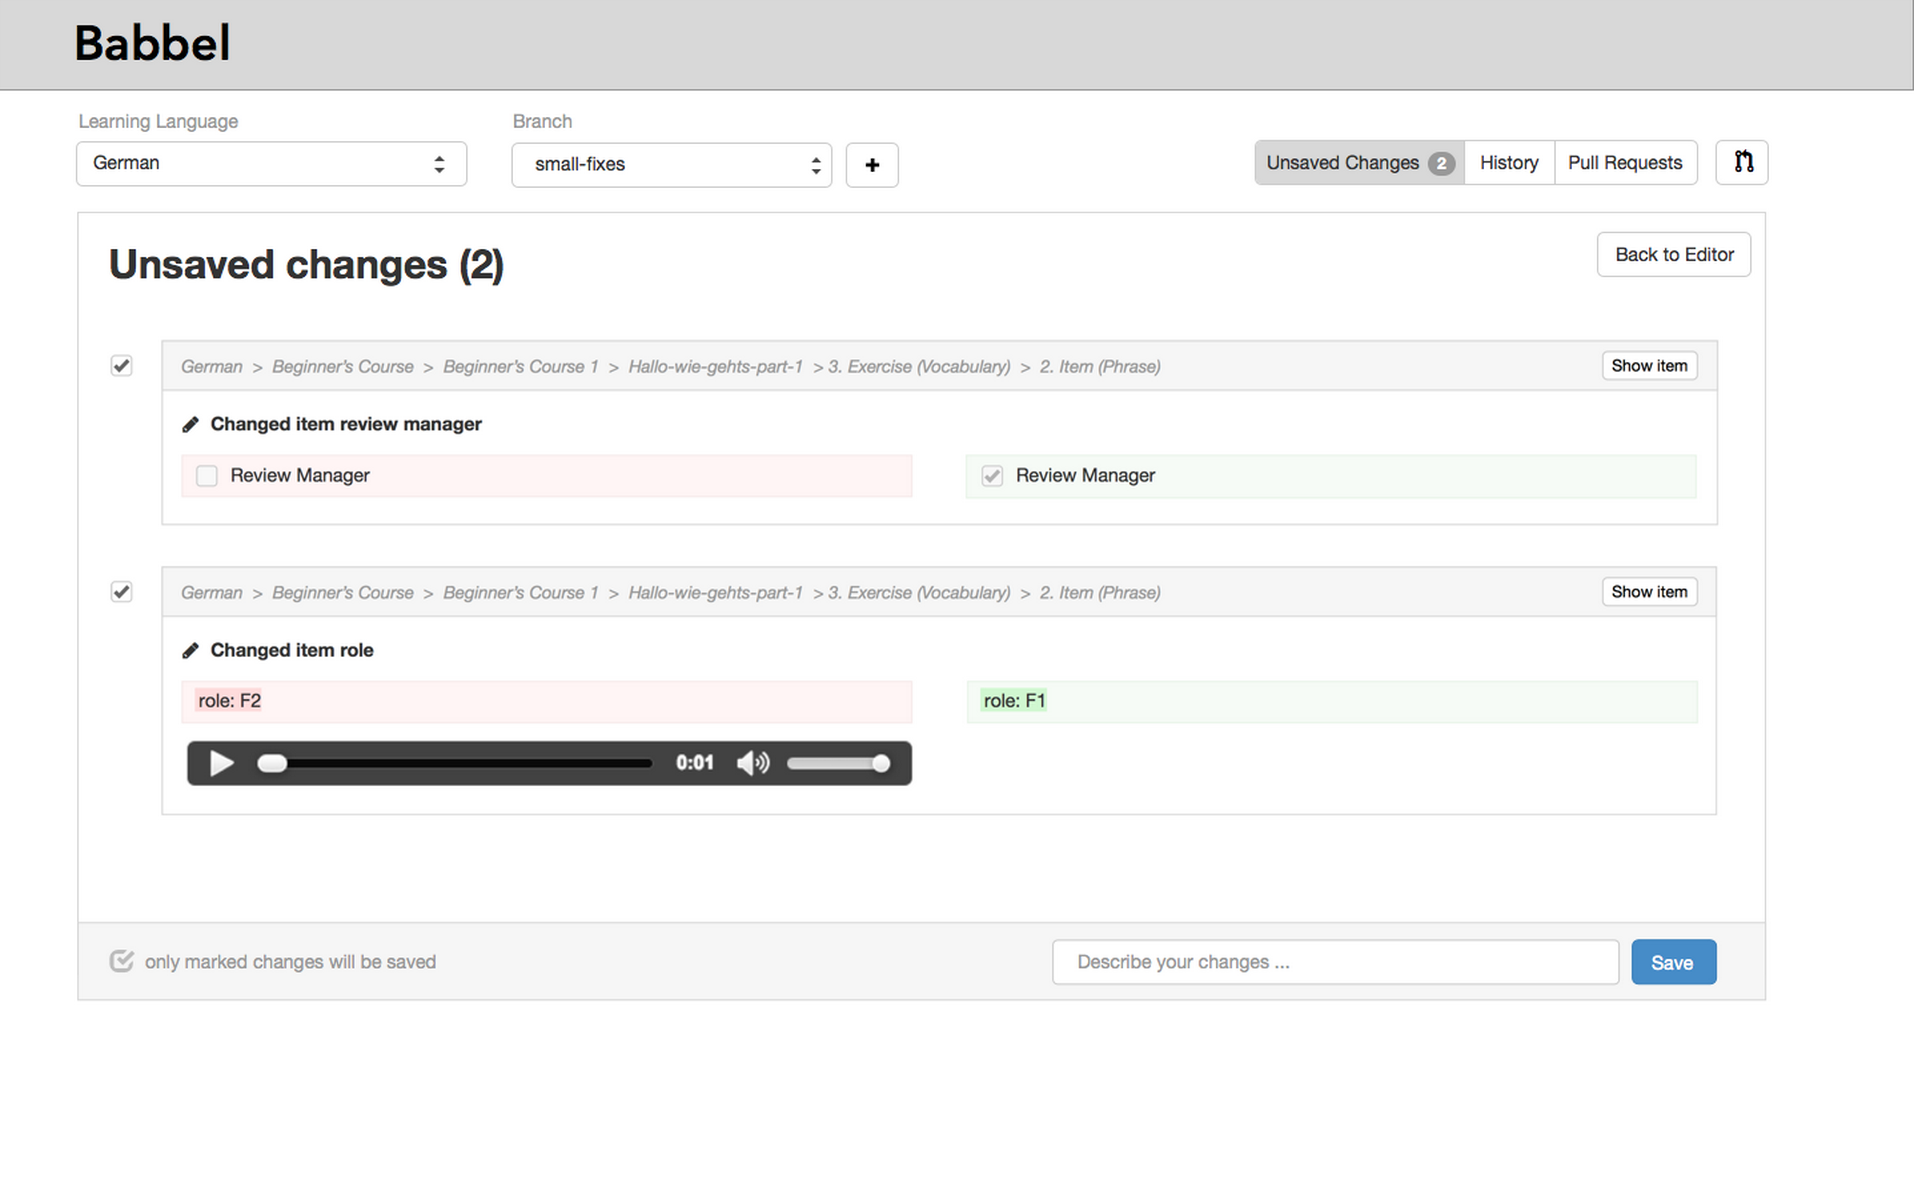 Babbel
Learning Language
Branch
German
small-fixes
+
Unsaved Changes 2
History
Pull Requests
Unsaved changes (2)
Back to Editor
German > Beginner's Course > Beginner's Course 1 > Hallo-wie-gehts-part-1 > 3. Exercise (Vocabulary) > 2. Item (Phrase)
Show item
Changed item review manager
Review Manager
Review Manager
German > Beginner's Course > Beginner's Course 1 > Hallo-wie-gehts-part-1 > 3. Exercise (Vocabulary) > 2. Item (Phrase)
Show item
Changed item role
role: F2
role: F1
0:01
only marked changes will be saved
Describe your changes ...
Save